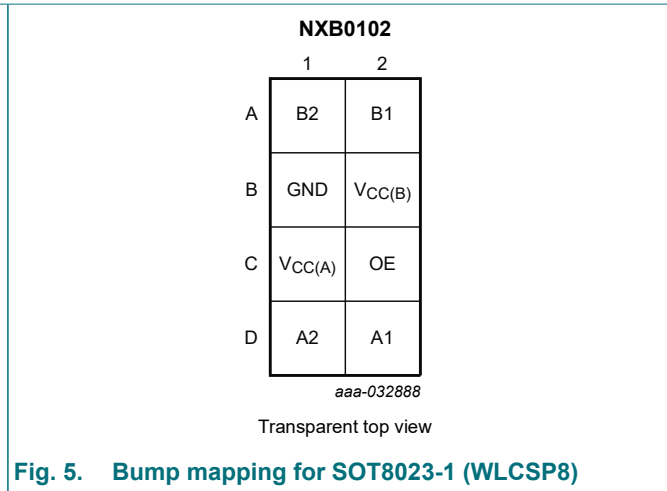 NXB0102
1 2
A B2 B1
B GND VCC(B)
C VCC(A) OE
D A2 A1
aaa-032888
Transparent top view
Fig. 5. Bump mapping for SOT8023-1 (WLCSP8)